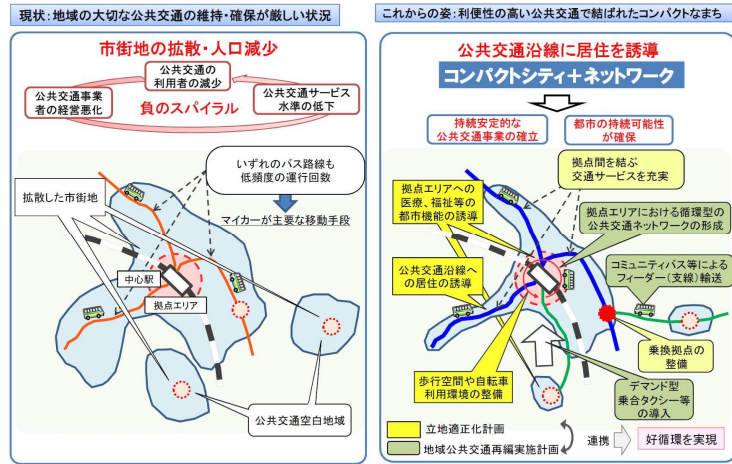 現状:地域の大切な公共交通の維持・確保が厳しい状況
市街地の拡散・人口減少
公共交通の
利用者の減少
公共交通事業
者の経営悪化
負のスパイラル
公共交通サービス
水準の低下
いずれのバス路線も
低頻度の運行回数
拡散した市街地
マイカーが主要な移動手段
中心駅
拠点エリア
公共交通空白地域
これからの姿:利便性の高い公共交通で結ばれたコンパクトなまち
公共交通沿線に居住を誘導
コンパクトシティ+ネットワーク
持続安定的な
公共交通事業の確立
都市の持続可能性
が確保
拠点間を結ぶ
交通サービスを充実
拠点エリアへの
医療、福祉等の
都市機能の誘導
拠点エリアにおける循環型の
公共交通ネットワークの形成
公共交通沿線へ
の居住の誘導
コミュニティバス等による
フィーダー(支線)輸送
乗換拠点の
整備
歩行空間や自転車
利用環境の整備
デマンド型
乗合タクシー等
の導入
立地適正化計画
地域公共交通再編実施計画
連携
好循環を実現